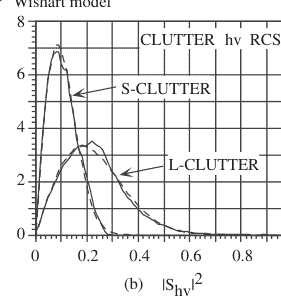 Wishart model
8
CLUTTER hv RCS
6
S-CLUTTER
4
L-CLUTTER
2
0
0 0.2 0.4 0.6 0.8
(b) |Shv|²